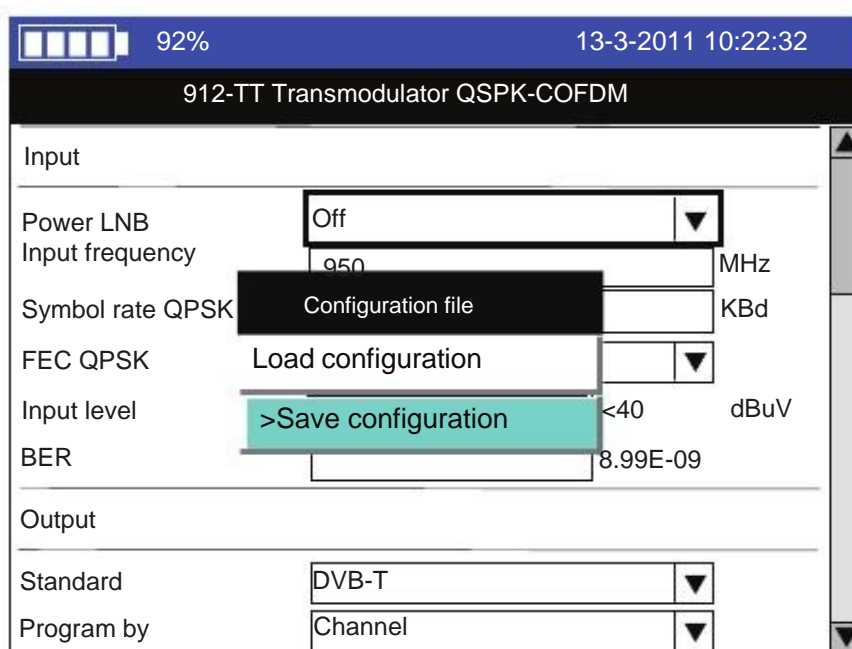 92% 13-3-2011 10:22:32
912-TT Transmodulator QSPK-COFDM
Input
Power LNB Off
Input frequency 950 MHz
Configuration file
Symbol rate QPSK KBd
Load configuration
FEC QPSK
>Save configuration
Input level <40 dBuV
BER 8.99E-09
Output
Standard DVB-T
Program by Channel